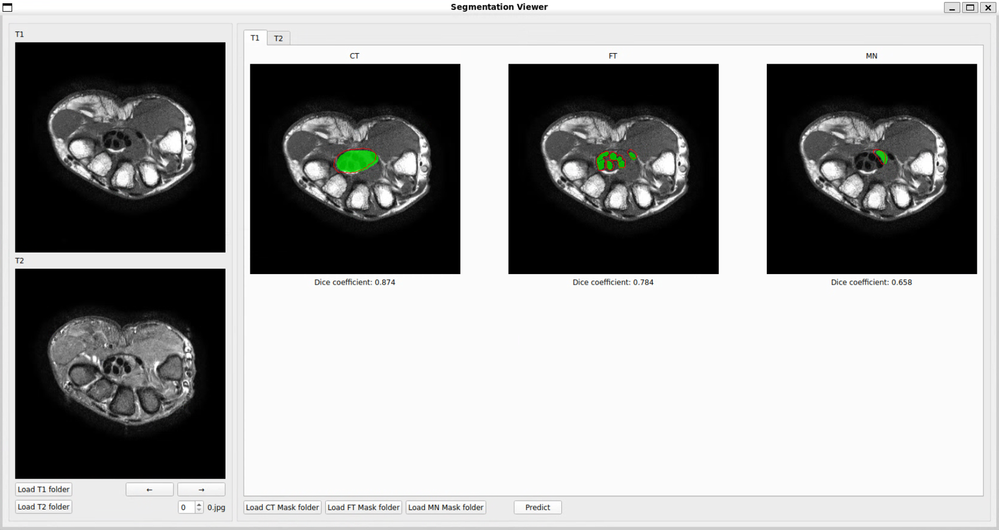 Segmentation Viewer
T1
T2
Load T1 folder
←
→
Load T2 folder
0
0.jpg
T1
T2
CT
FT
MN
Dice coefficient: 0.874
Dice coefficient: 0.784
Dice coefficient: 0.658
Load CT Mask folder
Load FT Mask folder
Load MN Mask folder
Predict